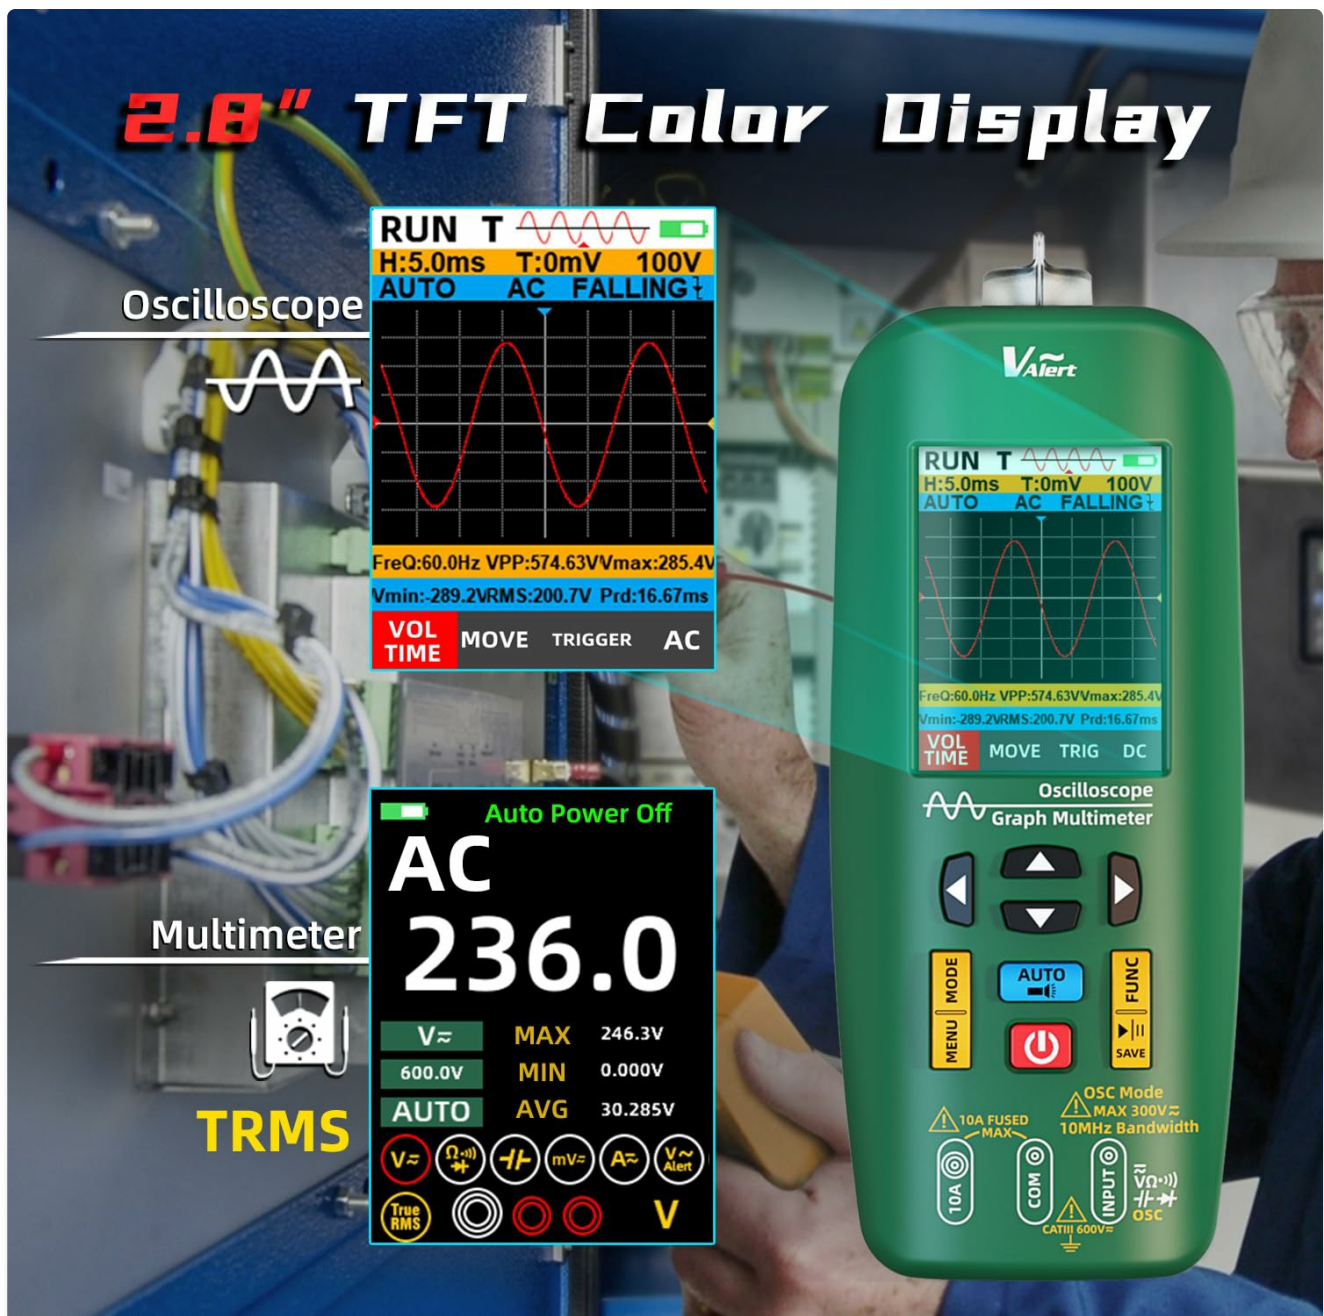 2.8" TFT Color Display
RUN T
H:5.0ms T:0mV 100V
AUTO AC FALLING
Oscilloscope
FreQ:60.0Hz VPP:574.63VVmax:285.4V
Vmin:-289.2VRMS:200.7V Prd:16.67ms
VOL
TIME
MOVE TRIGGER AC
Auto Power Off
AC
236.0
Multimeter
TRMS
V≂ MAX 246.3V
600.0V MIN 0.000V
AUTO AVG 30.285V
V≂ Ω mV≂ A≂ V~
Alert
True
RMS
V
V~
Alert
RUN T
H:5.0ms T:0mV 100V
AUTO AC FALLING
FreQ:60.0Hz VPP:574.63VVmax:285.4V
Vmin:-289.2VRMS:200.7V Prd:16.67ms
VOL
TIME
MOVE TRIG DC
Oscilloscope
Graph Multimeter
MENU MODE
AUTO
FUNC
SAVE
OSC Mode
MAX 300V≂
10MHz Bandwidth
10A FUSED
MAX
10A
COM
INPUT
VΩ
OSC
CATIII 600V≂